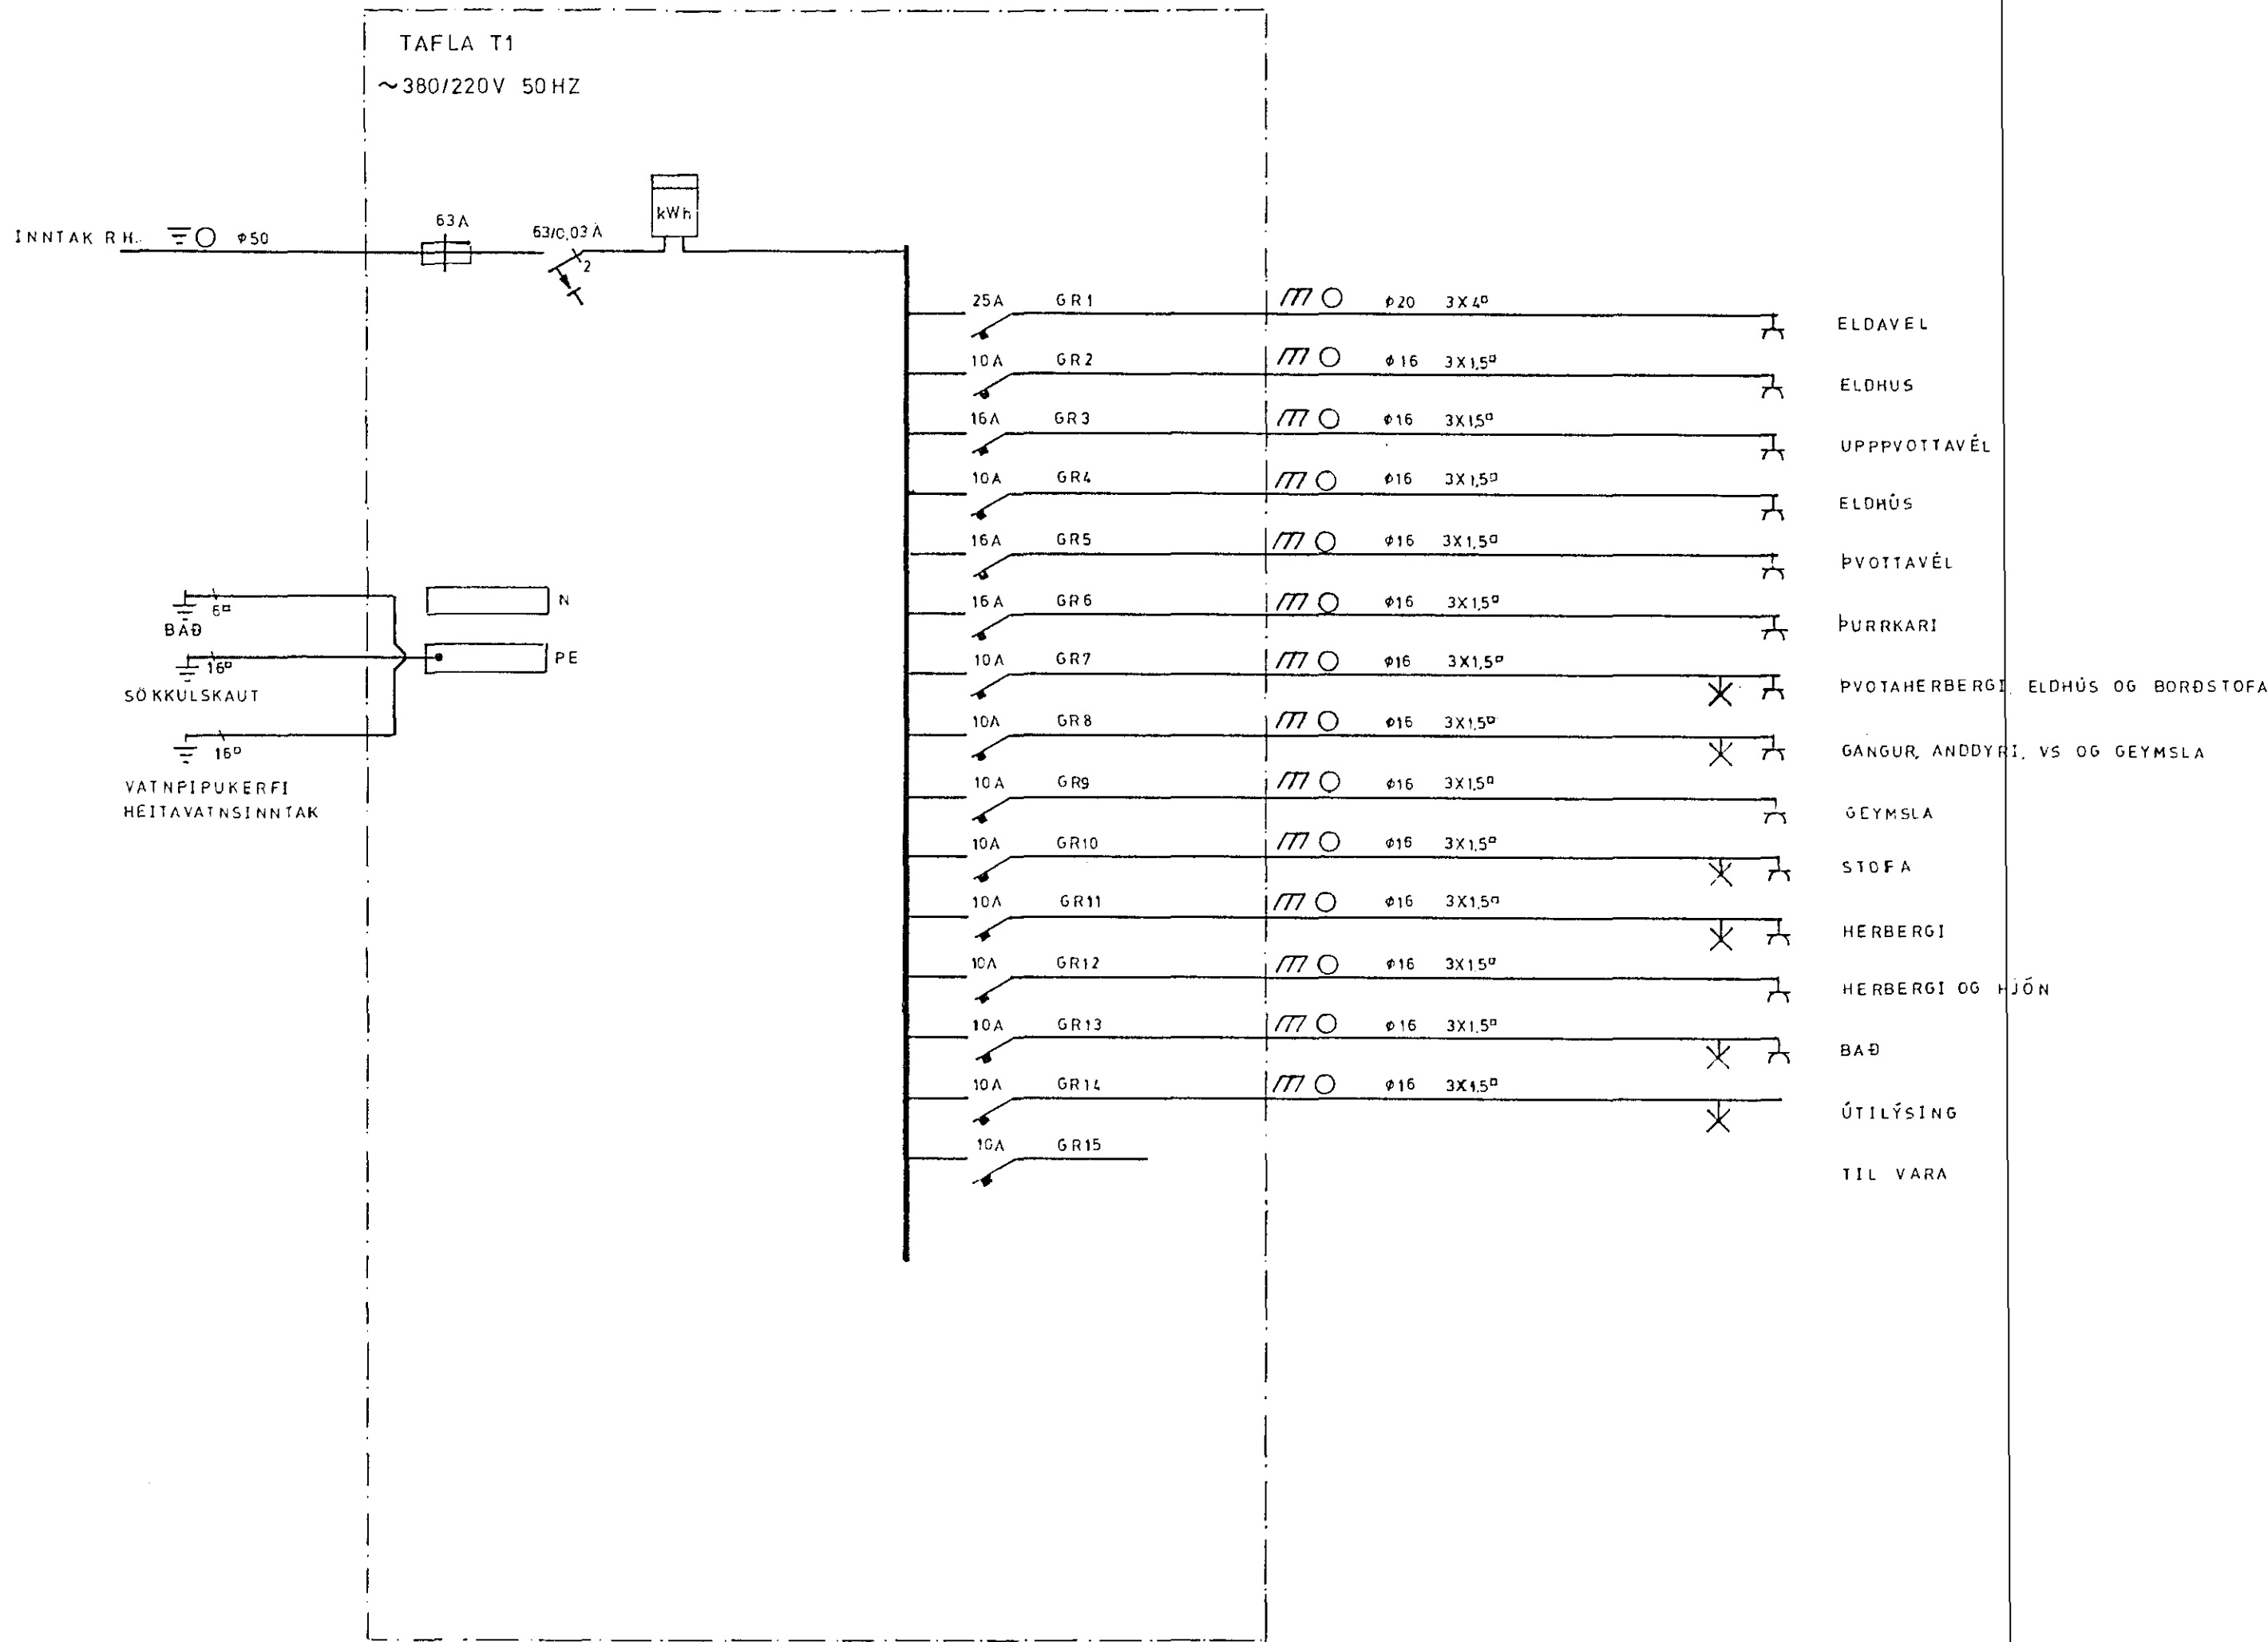 TAFLA T1
~380/220V 50HZ
INNTAK RH. φ50
63A
63/0,03A
2
kWh
25A GR1 φ20 3X4▫ ELDAVEL
10A GR2 φ16 3X1,5▫ ELDHUS
16A GR3 φ16 3X1,5▫ UPPÞVOTTAVÉL
10A GR4 φ16 3X1,5▫ ELDHÚS
16A GR5 φ16 3X1,5▫ ÞVOTTAVÉL
16A GR6 φ16 3X1,5▫ ÞURRKARI
10A GR7 φ16 3X1,5▫ ÞVOTAHERBERGI, ELDHÚS OG BORÐSTOFA
10A GR8 φ16 3X1,5▫ GANGUR, ANDDYRI, VS OG GEYMSLA
10A GR9 φ16 3X1,5▫ GEYMSLA
10A GR10 φ16 3X1,5▫ STOFA
10A GR11 φ16 3X1,5▫ HERBERGI
10A GR12 φ16 3X1,5▫ HERBERGI OG HJÓN
10A GR13 φ16 3X1,5▫ BAÐ
10A GR14 φ16 3X1,5▫ ÚTILÝSING
10A GR15 TIL VARA
6▫
BAÐ
N
16▫
SÖKKULSKAUT
PE
16▫
VATNPIPUKERFI
HEITAVATNSINNTAK